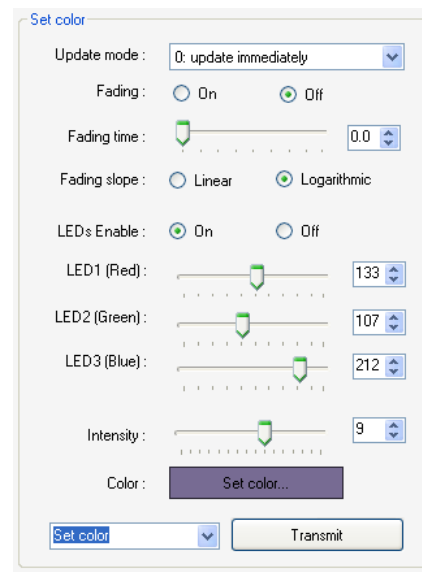 Set color
Update mode : 0: update immediately
Fading : On Off
Fading time : 0.0
Fading slope : Linear Logarithmic
LEDs Enable : On Off
LED1 (Red) : 133
LED2 (Green) : 107
LED3 (Blue) : 212
Intensity : 9
Color : Set color...
Set color Transmit